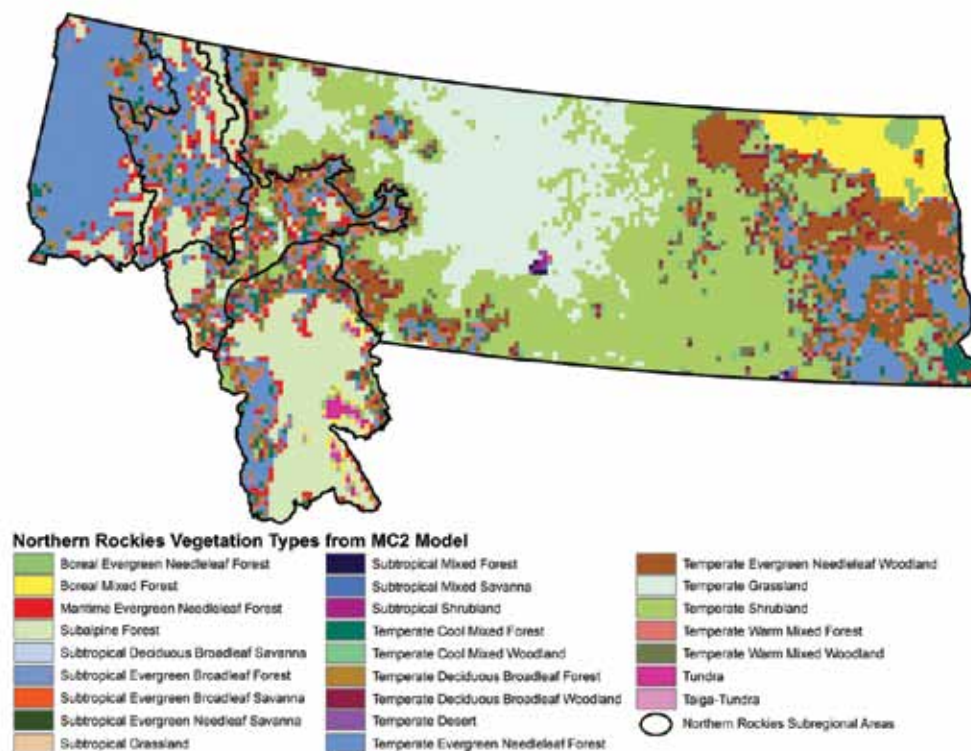 Northern Rockies Vegetation Types from MC2 Model
Boreal Evergreen Needleleaf Forest
Boreal Mixed Forest
Maritime Evergreen Needleleaf Forest
Subalpine Forest
Subtropical Deciduous Broadleaf Savanna
Subtropical Evergreen Broadleaf Forest
Subtropical Evergreen Broadleaf Savanna
Subtropical Evergreen Needleaf Savanna
Subtropical Grassland
Subtropical Mixed Forest
Subtropical Mixed Savanna
Subtropical Shrubland
Temperate Cool Mixed Forest
Temperate Cool Mixed Woodland
Temperate Deciduous Broadleaf Forest
Temperate Deciduous Broadleaf Woodland
Temperate Desert
Temperate Evergreen Needleleaf Forest
Temperate Evergreen Needleleaf Woodland
Temperate Grassland
Temperate Shrubland
Temperate Warm Mixed Forest
Temperate Warm Mixed Woodland
Tundra
Taiga-Tundra
Northern Rockies Subregional Areas